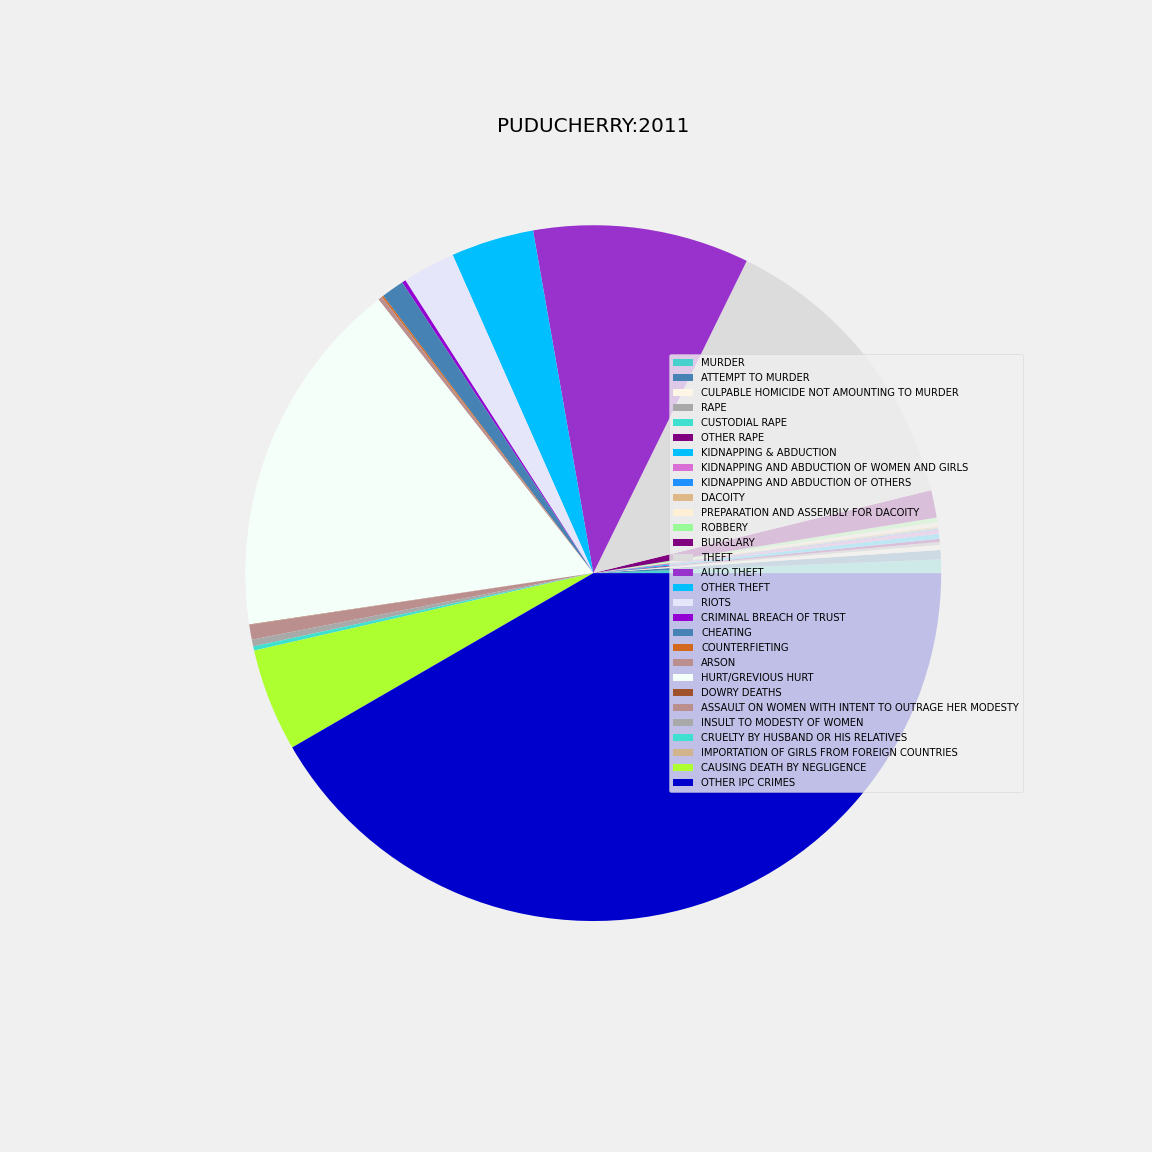 PUDUCHERRY:2011
MURDER
ATTEMPT TO MURDER
CULPABLE HOMICIDE NOT AMOUNTING TO MURDER
RAPE
CUSTODIAL RAPE
OTHER RAPE
KIDNAPPING & ABDUCTION
KIDNAPPING AND ABDUCTION OF WOMEN AND GIRLS
KIDNAPPING AND ABDUCTION OF OTHERS
DACOITY
PREPARATION AND ASSEMBLY FOR DACOITY
ROBBERY
BURGLARY
THEFT
AUTO THEFT
OTHER THEFT
RIOTS
CRIMINAL BREACH OF TRUST
CHEATING
COUNTERFIETING
ARSON
HURT/GREVIOUS HURT
DOWRY DEATHS
ASSAULT ON WOMEN WITH INTENT TO OUTRAGE HER MODESTY
INSULT TO MODESTY OF WOMEN
CRUELTY BY HUSBAND OR HIS RELATIVES
IMPORTATION OF GIRLS FROM FOREIGN COUNTRIES
CAUSING DEATH BY NEGLIGENCE
OTHER IPC CRIMES